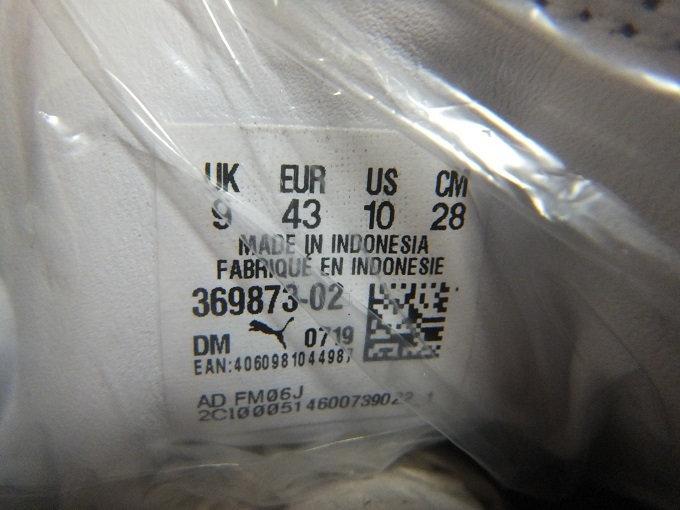 UK EUR US CM
9 43 10 28
MADE IN INDONESIA
FABRIQUÉ EN INDONESIE
369873-02
DM 0719
EAN:4060981044987
AD FM06J